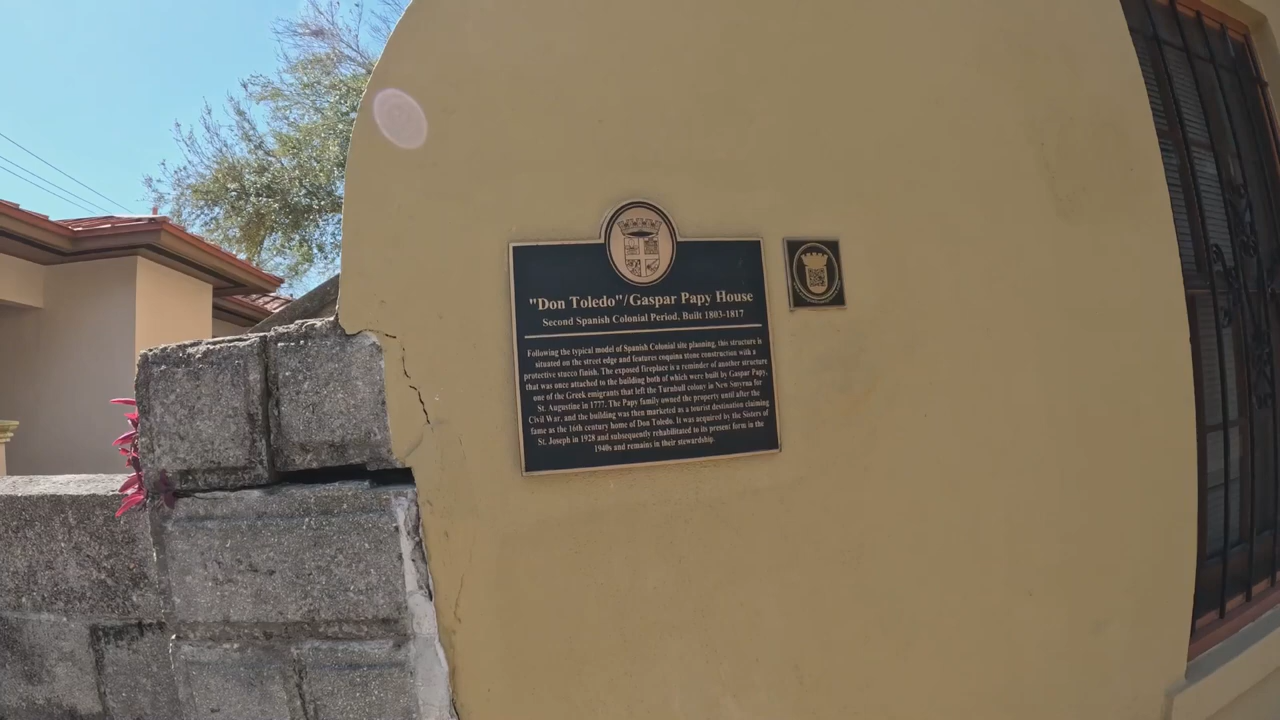 "Don Toledo"/Gaspar Papy House
Second Spanish Colonial Period, Built 1803-1817
Following the typical model of Spanish Colonial site planning, this structure is
situated on the street edge and features coquina stone construction with a
protective stucco finish. The exposed fireplace is a reminder of another structure
that was once attached to the building both of which were built by Gaspar Papy,
one of the Greek emigrants that left the Turnbull colony in New Smyrna for
St. Augustine in 1777. The Papy family owned the property until after the
Civil War, and the building was then marketed as a tourist destination claiming
fame as the 16th century home of Don Toledo. It was acquired by the Sisters of
St. Joseph in 1928 and subsequently rehabilitated to its present form in the
1940s and remains in their stewardship.